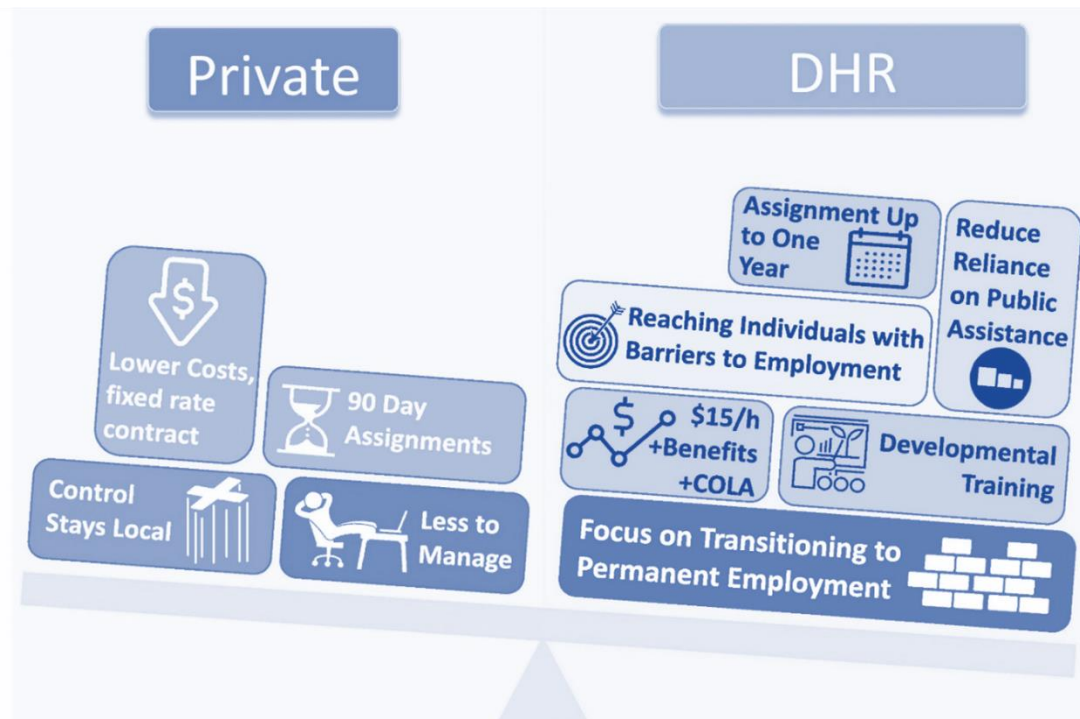 Private
Lower Costs,
fixed rate
contract
90 Day
Assignments
Control
Stays Local
Less to
Manage
DHR
Assignment Up
to One
Year
Reduce
Reliance
on Public
Assistance
Reaching Individuals with
Barriers to Employment
$15/h
+Benefits
+COLA
Developmental
Training
Focus on Transitioning to
Permanent Employment